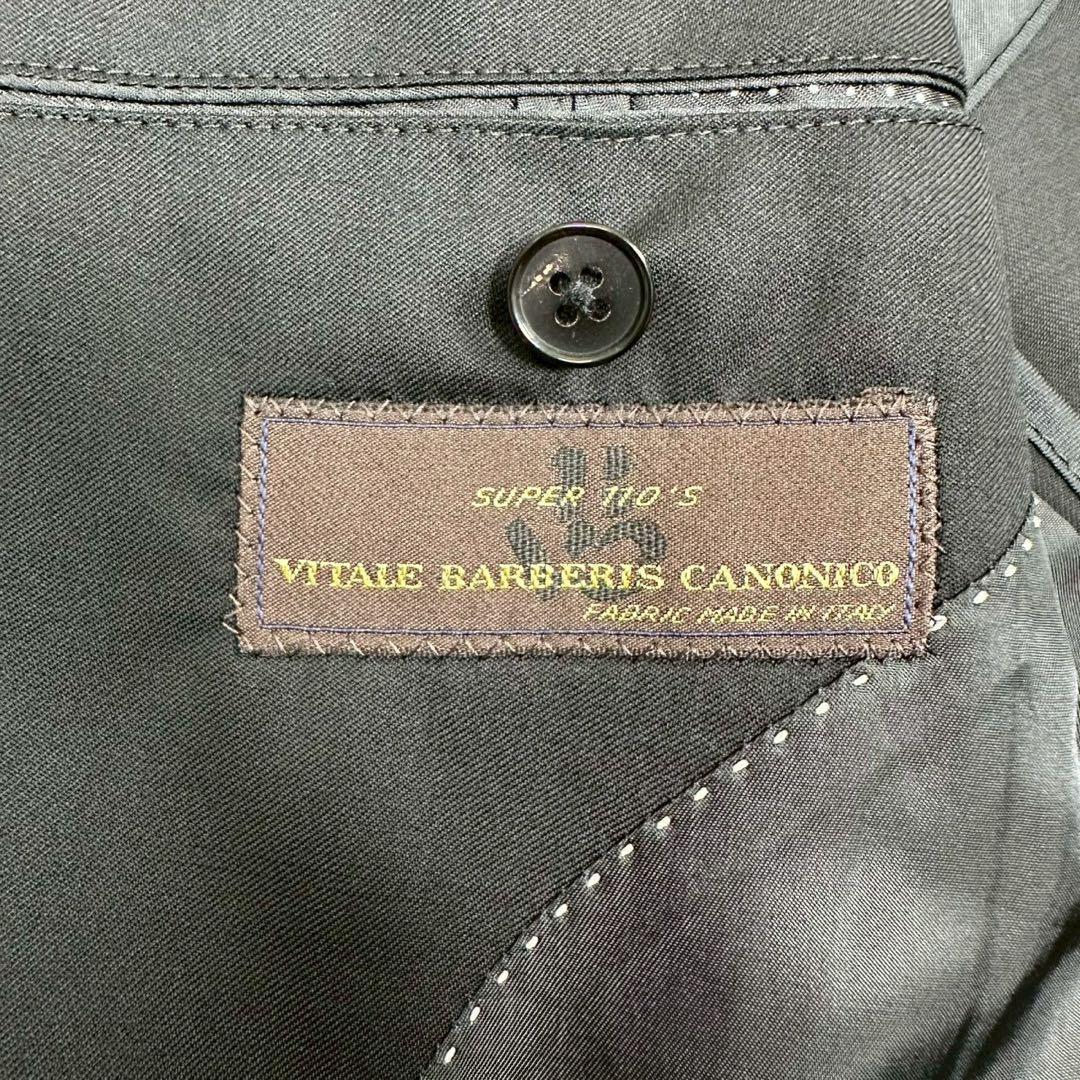 SUPER 110'S
VITALE BARBERIS CANONICO
FABRIC MADE IN ITALY